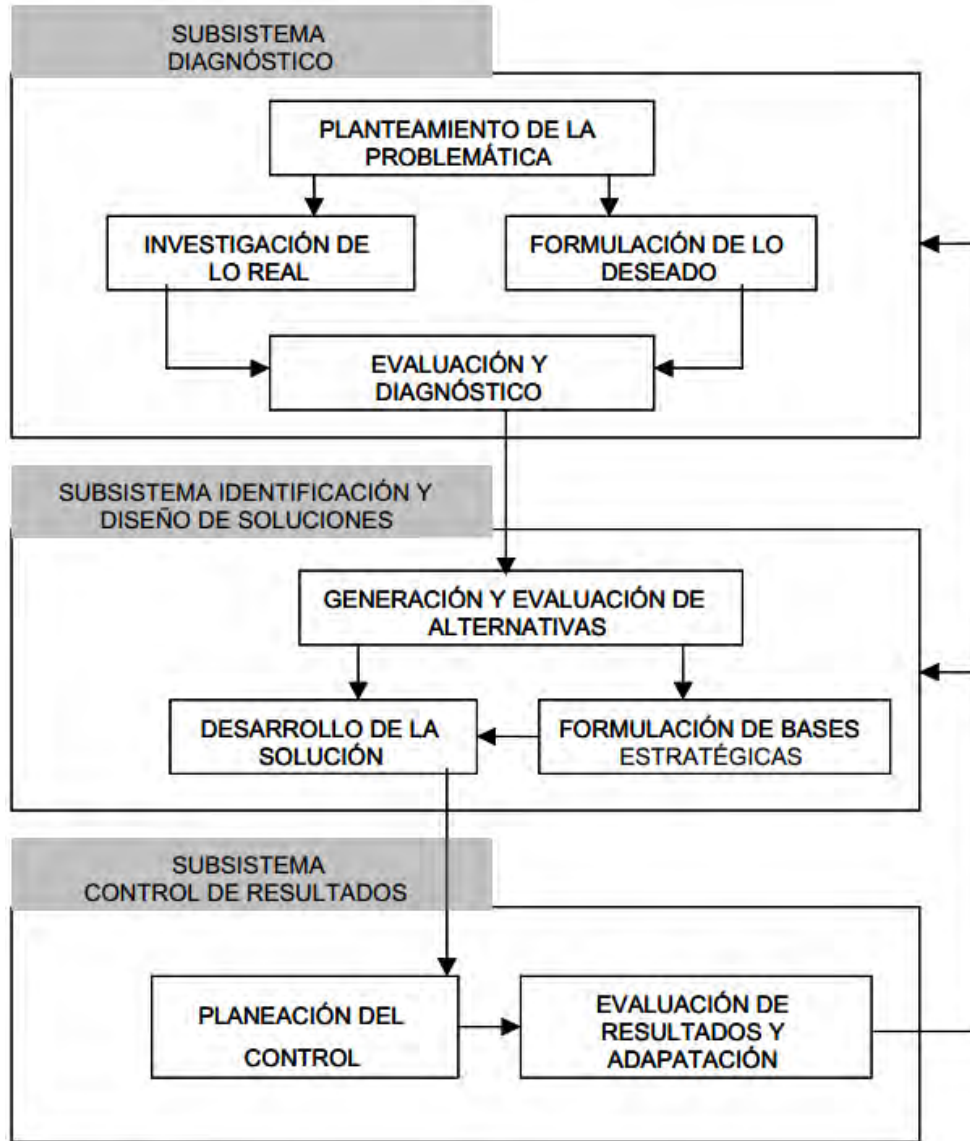 SUBSISTEMA
DIAGNÓSTICO
PLANTEAMIENTO DE LA
PROBLEMÁTICA
INVESTIGACIÓN DE
LO REAL
FORMULACIÓN DE LO
DESEADO
EVALUACIÓN Y
DIAGNÓSTICO
SUBSISTEMA IDENTIFICACIÓN Y
DISEÑO DE SOLUCIONES
GENERACIÓN Y EVALUACIÓN DE
ALTERNATIVAS
DESARROLLO DE LA
SOLUCIÓN
FORMULACIÓN DE BASES
ESTRATÉGICAS
SUBSISTEMA
CONTROL DE RESULTADOS
PLANEACIÓN DEL
CONTROL
EVALUACIÓN DE
RESULTADOS Y
ADAPATACIÓN